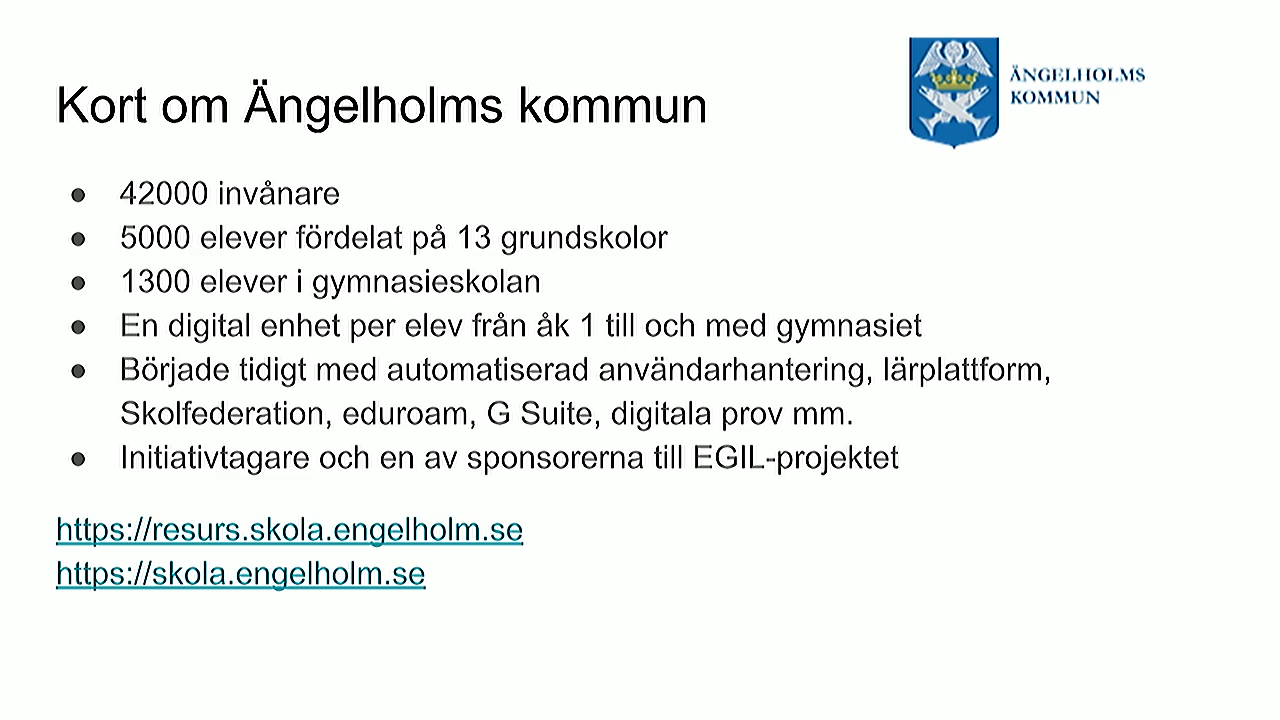 Kort om Ängelholms kommun
ÄNGELHOLMS
KOMMUN
● 42000 invånare
● 5000 elever fördelat på 13 grundskolor
● 1300 elever i gymnasieskolan
● En digital enhet per elev från åk 1 till och med gymnasiet
● Började tidigt med automatiserad användarhantering, lärplattform,
Skolfederation, eduroam, G Suite, digitala prov mm.
● Initiativtagare och en av sponsorerna till EGIL-projektet
https://resurs.skola.engelholm.se
https://skola.engelholm.se